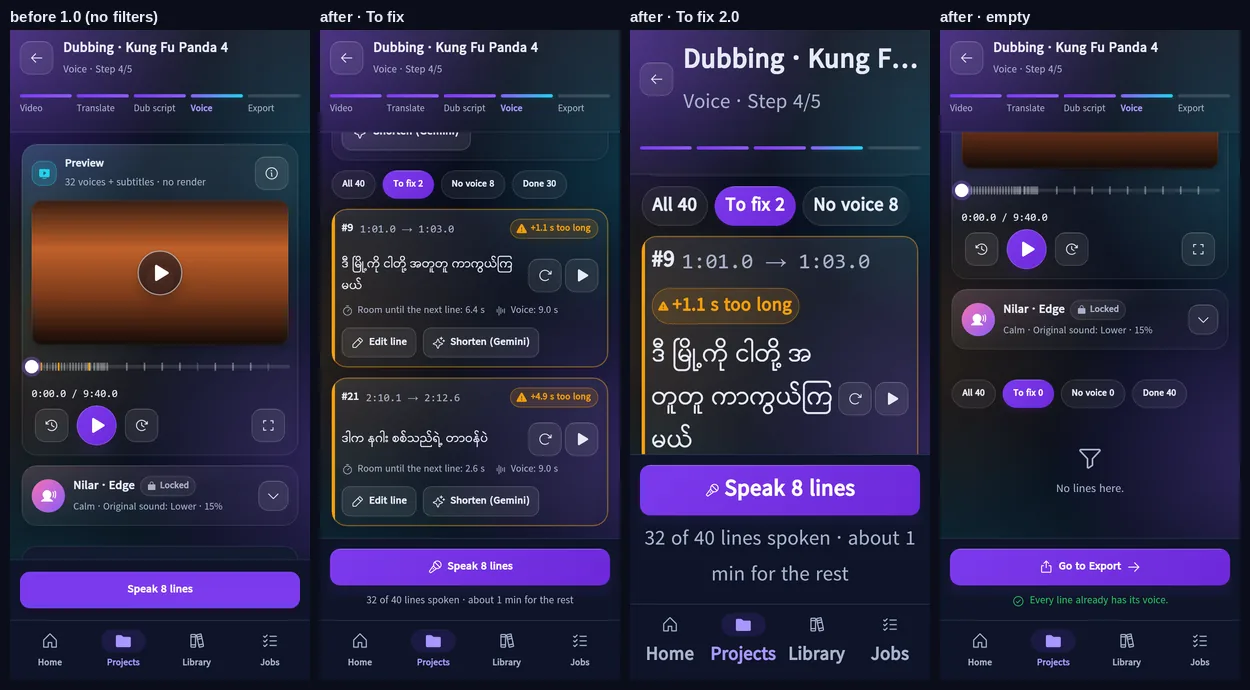 before 1.0 (no filters)
Dubbing · Kung Fu Panda 4
Voice · Step 4/5
Video
Translate
Dub script
Voice
Export
Preview
32 voices + subtitles · no render
0:00.0 / 9:40.0
Nilar · Edge
Locked
Calm · Original sound: Lower · 15%
Speak 8 lines
Home
Projects
Library
Jobs
after · To fix
Dubbing · Kung Fu Panda 4
Voice · Step 4/5
Video
Translate
Dub script
Voice
Export
Shorten (Gemini)
All 40
To fix 2
No voice 8
Done 30
#9 1:01.0 → 1:03.0
+1.1 s too long
ဒီ မြို့ကို ငါတို့ အတူတူ ကာကွယ်ကြ
မယ်
Room until the next line: 6.4 s
Voice: 9.0 s
Edit line
Shorten (Gemini)
#21 2:10.1 → 2:12.6
+4.9 s too long
ဒါက နဂါး စစ်သည်ရဲ့ တာဝန်ပဲ
Room until the next line: 2.6 s
Voice: 9.0 s
Edit line
Shorten (Gemini)
Speak 8 lines
32 of 40 lines spoken · about 1 min for the rest
Home
Projects
Library
Jobs
after · To fix 2.0
Dubbing · Kung F...
Voice · Step 4/5
All 40
To fix 2
No voice 8
#9 1:01.0 → 1:03.0
+1.1 s too long
ဒီ မြို့ကို ငါတို့ အ
တူတူ ကာကွယ်ကြ
မယ်
Speak 8 lines
32 of 40 lines spoken · about 1
min for the rest
Home
Projects
Library
Jobs
after · empty
Dubbing · Kung Fu Panda 4
Voice · Step 4/5
Video
Translate
Dub script
Voice
Export
0:00.0 / 9:40.0
Nilar · Edge
Locked
Calm · Original sound: Lower · 15%
All 40
To fix 0
No voice 0
Done 40
No lines here.
Go to Export →
Every line already has its voice.
Home
Projects
Library
Jobs